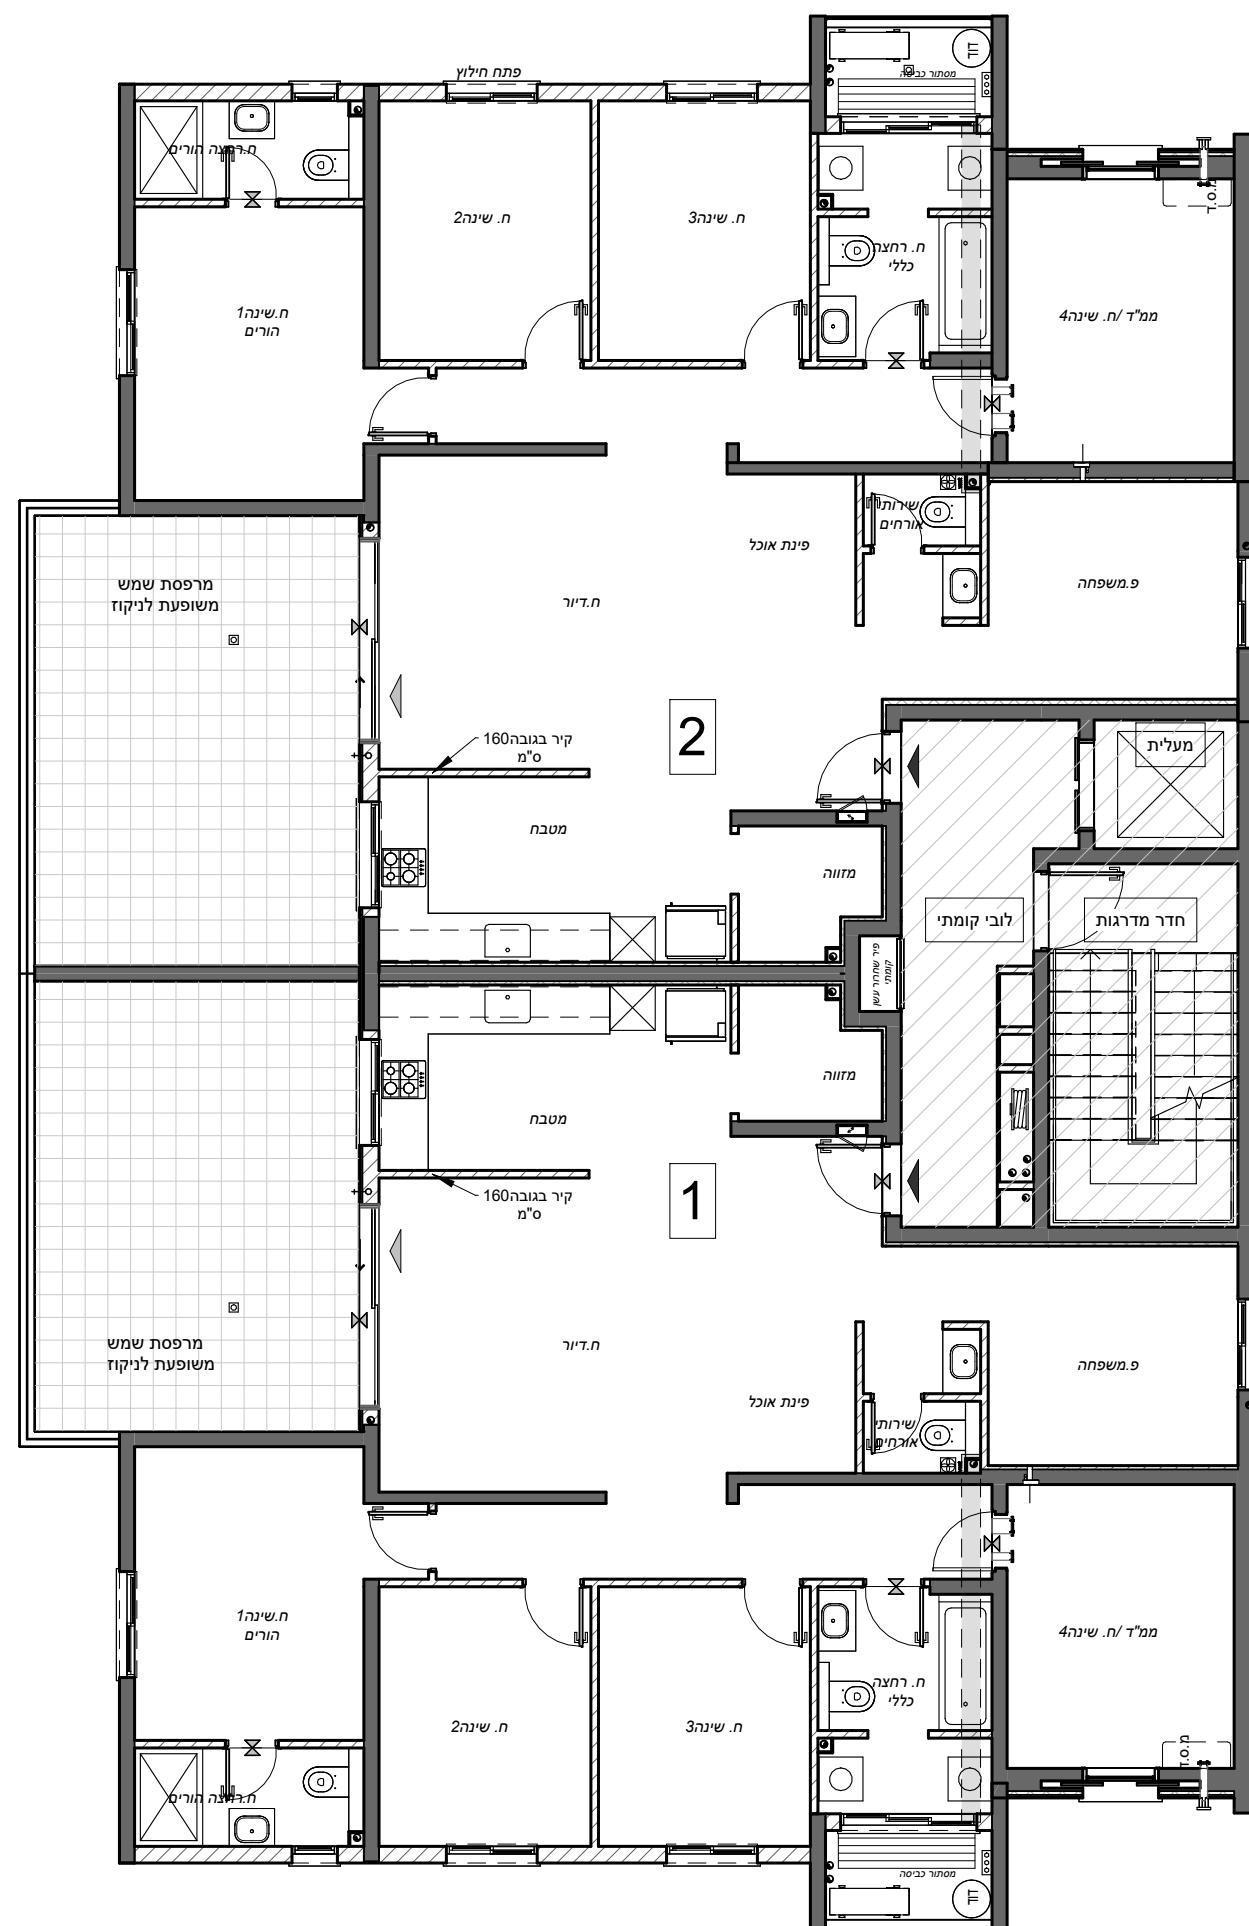 פתח חילוץ
דוד
מסתור כביסה
ח.רחצה הורים
ח. שינה2
ח. שינה3
ח. רחצה
כללי
מ.ס.ד
ח.שינה1
הורים
ממ"ד /ח. שינה4
שירותי
אורחים
פינת אוכל
פ.משפחה
מרפסת שמש
משופעת לניקוז
ח.דיור
2
קיר בגובה160
ס"מ
מעלית
מטבח
מזווה
לובי קומתי
חדר מדרגות
פיר שחרור עשן
קומתי
מזווה
מטבח
1
קיר בגובה160
ס"מ
מרפסת שמש
משופעת לניקוז
ח.דיור
פ.משפחה
פינת אוכל
שירותי
אורחים
ח.שינה1
הורים
ממ"ד /ח. שינה4
ח. שינה2
ח. שינה3
ח. רחצה
כללי
מ.ס.ד
ח.רחצה הורים
מסתור כביסה
דוד